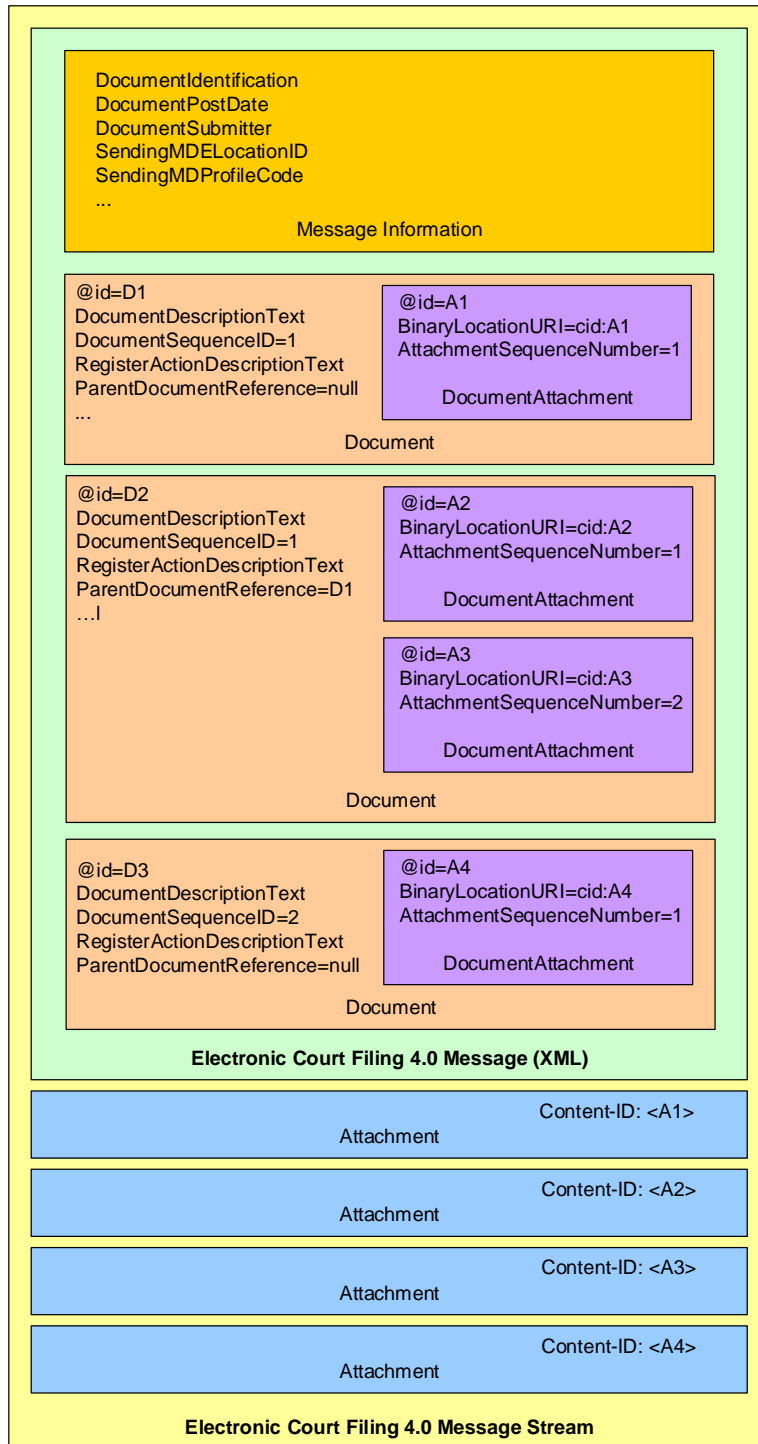 DocumentIdentification
DocumentPostDate
DocumentSubmitter
SendingMDELocationID
SendingMDProfileCode
...
Message Information
@id=D1
DocumentDescriptionText
DocumentSequenceID=1
RegisterActionDescriptionText
ParentDocumentReference=null
...
@id=A1
BinaryLocationURI=cid:A1
AttachmentSequenceNumber=1
DocumentAttachment
Document
@id=D2
DocumentDescriptionText
DocumentSequenceID=1
RegisterActionDescriptionText
ParentDocumentReference=D1
...l
@id=A2
BinaryLocationURI=cid:A2
AttachmentSequenceNumber=1
DocumentAttachment
@id=A3
BinaryLocationURI=cid:A3
AttachmentSequenceNumber=2
DocumentAttachment
Document
@id=D3
DocumentDescriptionText
DocumentSequenceID=2
RegisterActionDescriptionText
ParentDocumentReference=null
@id=A4
BinaryLocationURI=cid:A4
AttachmentSequenceNumber=1
DocumentAttachment
Document
Electronic Court Filing 4.0 Message (XML)
Content-ID: <A1>
Attachment
Content-ID: <A2>
Attachment
Content-ID: <A3>
Attachment
Content-ID: <A4>
Attachment
Electronic Court Filing 4.0 Message Stream